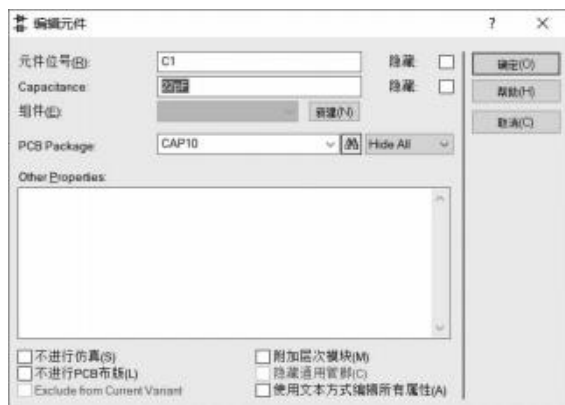 编辑元件 ? ×
元件位号(R): C1 隐藏: 确定(O)
Capacitance: 22pF 隐藏: 帮助(H)
组件(E): 新建(N) 取消(C)
PCB Package: CAP10 Hide All
Other Properties:
不进行仿真(S) 附加层次模块(M)
不进行PCB布版(L) 隐藏通用管脚(C)
Exclude from Current Variant 使用文本方式编辑所有属性(A)